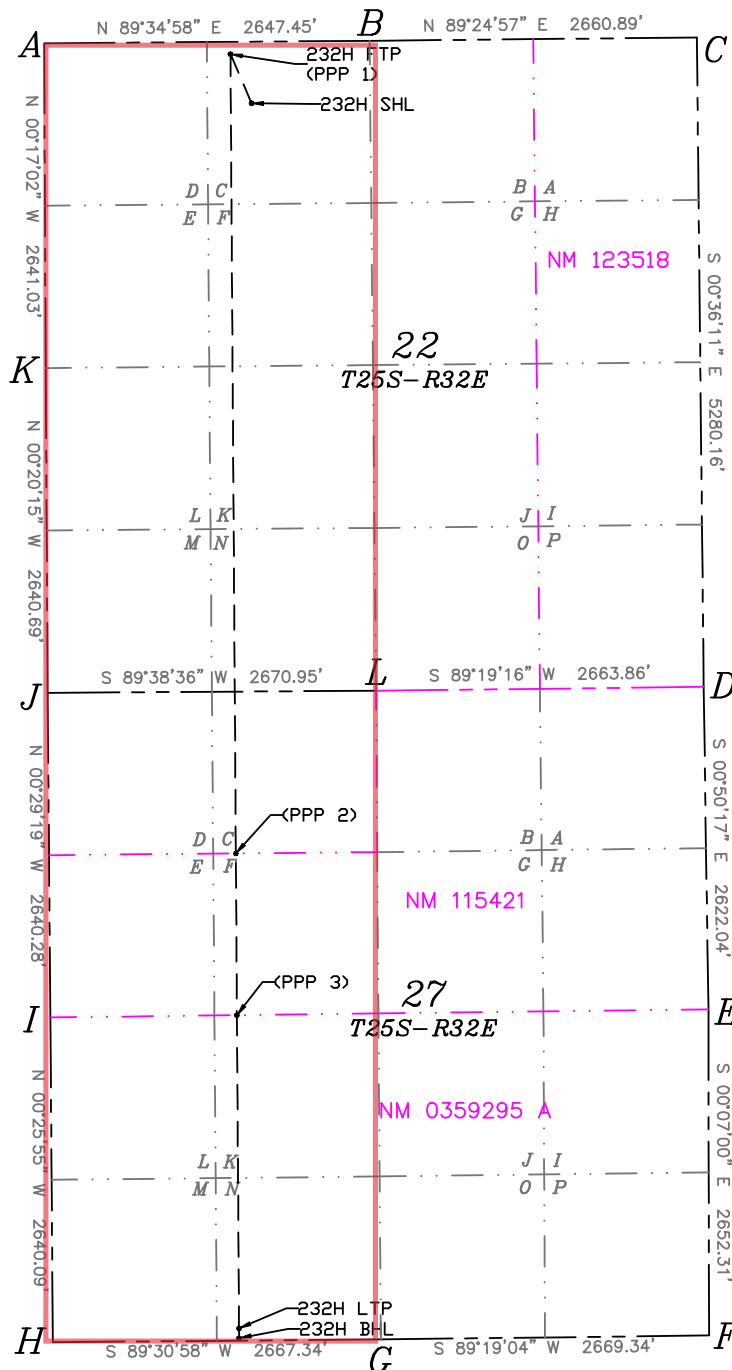 N 89°34'58" E 2647.45'
B
N 89°24'57" E 2660.89'
A
C
232H FTP
(PPP 1)
232H SHL
N 00°17'02" W 2641.03'
D C
E F
B A
G H
NM 123518
S 00°36'11" E 5280.16'
22
T25S-R32E
K
N 00°20'15" W 2640.69'
L K
M N
J I
O P
S 89°38'36" W 2670.95'
L
S 89°19'16" W 2663.86'
J
D
N 00°29'19" W 2640.28'
S 00°50'17" E 2622.04'
(PPP 2)
D C
E F
B A
G H
NM 115421
(PPP 3)
27
T25S-R32E
I
E
N 00°25'55" W 2640.09'
S 00°07'00" E 2652.31'
NM 0359295 A
L K
M N
J I
O P
232H LTP
232H BHL
H
S 89°30'58" W 2667.34'
G
S 89°19'04" W 2669.34'
F